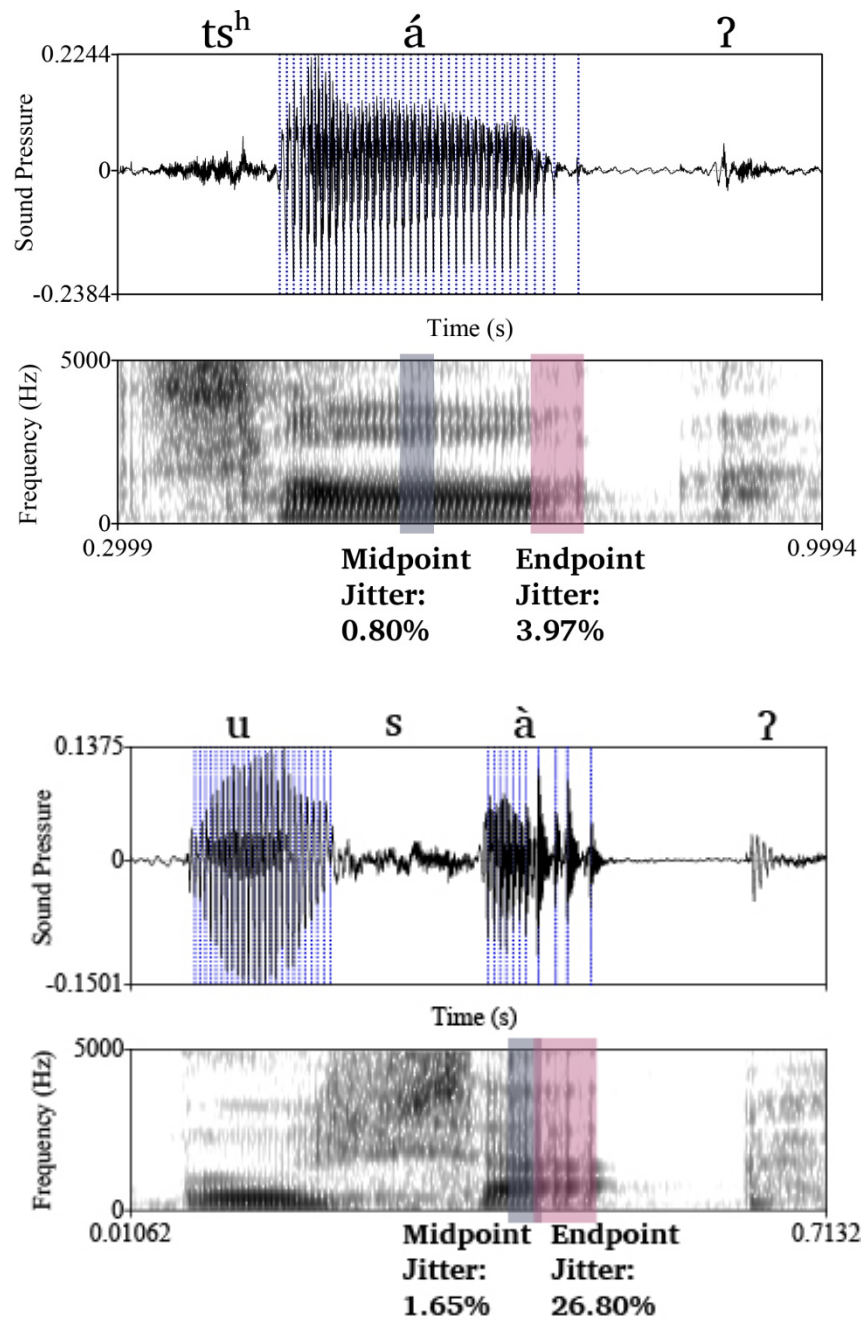 tsʰ á ʔ
0.2244
Sound Pressure
0
-0.2384
Time (s)
5000
Frequency (Hz)
0
0.2999 0.9994
Midpoint Endpoint
Jitter: Jitter:
0.80% 3.97%
u s à ʔ
0.1375
Sound Pressure
0
-0.1501
Time (s)
5000
Frequency (Hz)
0
0.01062 0.7132
Midpoint Endpoint
Jitter: Jitter:
1.65% 26.80%